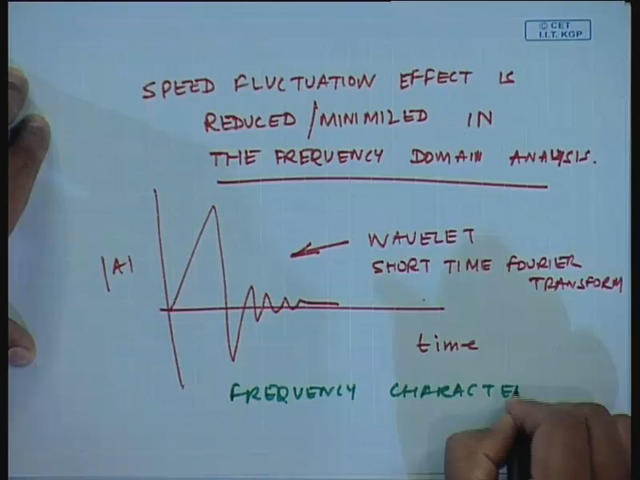 © CET
I.I.T. KGP
SPEED FLUCTUATION EFFECT IS
REDUCED/MINIMIZED IN
THE FREQUENCY DOMAIN ANALYSIS.
|A|
WAVELET
SHORT TIME FOURIER
TRANSFORM
time
FREQUENCY CHARACTE